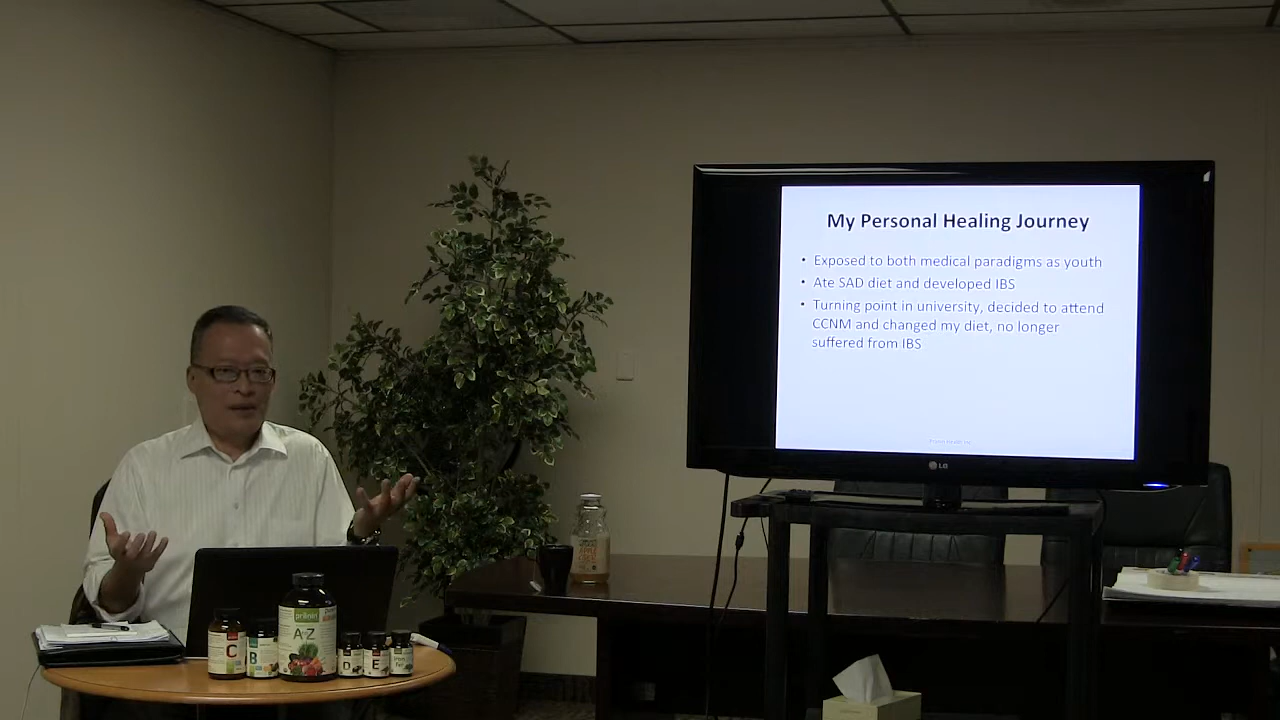 My Personal Healing Journey
• Exposed to both medical paradigms as youth
• Ate SAD diet and developed IBS
• Turning point in university, decided to attend
CCNM and changed my diet, no longer
suffered from IBS
LG
APPLE
A-Z
C
B
D
E